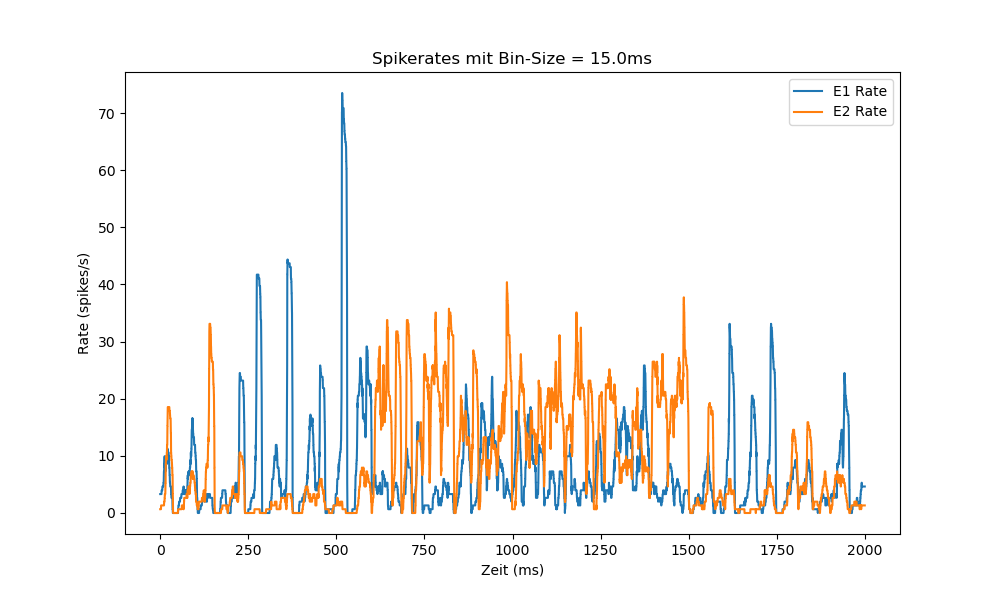 Spikerates mit Bin-Size = 15.0ms
E1 Rate
E2 Rate
Rate (spikes/s)
70
60
50
40
30
20
10
0
0 250 500 750 1000 1250 1500 1750 2000
Zeit (ms)